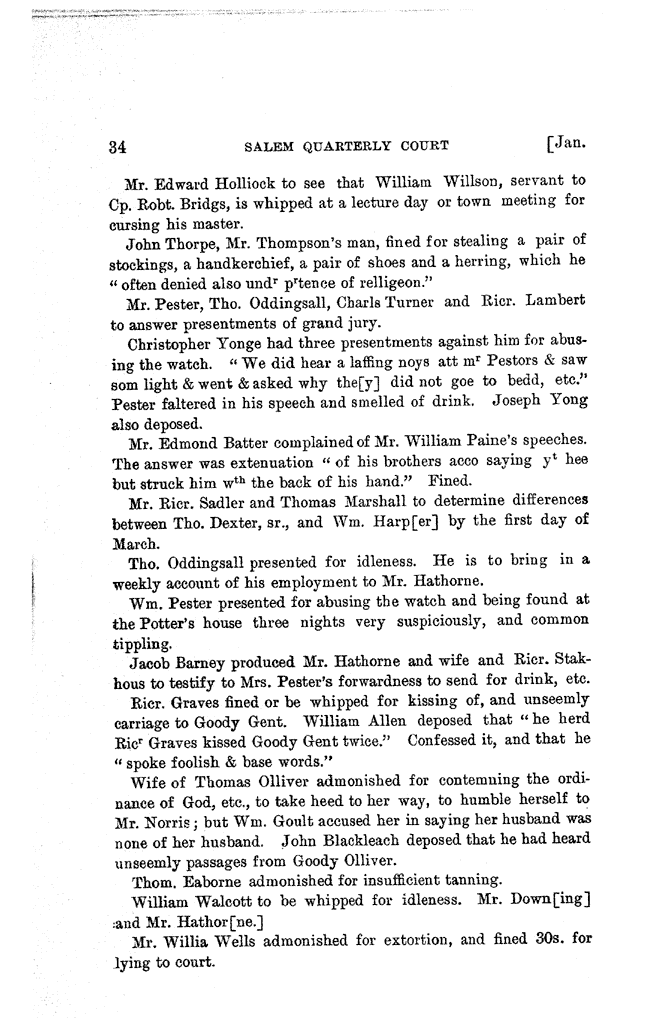 34 SALEM QUARTERLY COURT [Jan.
Mr. Edward Holliock to see that William Willson, servant to
Cp. Robt. Bridgs, is whipped at a lecture day or town meeting for
cursing his master.
John Thorpe, Mr. Thompson's man, fined for stealing a pair of
stockings, a handkerchief, a pair of shoes and a herring, which he
“ often denied also undʳ pʳtence of relligeon.”
Mr. Pester, Tho. Oddingsall, Charls Turner and Ricr. Lambert
to answer presentments of grand jury.
Christopher Yonge had three presentments against him for abus-
ing the watch. “ We did hear a laffing noys att mʳ Pestors & saw
som light & went & asked why the[y] did not goe to bedd, etc.”
Pester faltered in his speech and smelled of drink. Joseph Yong
also deposed.
Mr. Edmond Batter complained of Mr. William Paine's speeches.
The answer was extenuation “ of his brothers acco saying yᵗ hee
but struck him wᵗʰ the back of his hand.” Fined.
Mr. Ricr. Sadler and Thomas Marshall to determine differences
between Tho. Dexter, sr., and Wm. Harp[er] by the first day of
March.
Tho. Oddingsall presented for idleness. He is to bring in a
weekly account of his employment to Mr. Hathorne.
Wm. Pester presented for abusing the watch and being found at
the Potter's house three nights very suspiciously, and common
tippling.
Jacob Barney produced Mr. Hathorne and wife and Ricr. Stak-
hous to testify to Mrs. Pester's forwardness to send for drink, etc.
Ricr. Graves fined or be whipped for kissing of, and unseemly
carriage to Goody Gent. William Allen deposed that “ he herd
Ricʳ Graves kissed Goody Gent twice.” Confessed it, and that he
“ spoke foolish & base words.”
Wife of Thomas Olliver admonished for contemning the ordi-
nance of God, etc., to take heed to her way, to humble herself to
Mr. Norris; but Wm. Goult accused her in saying her husband was
none of her husband. John Blackleach deposed that he had heard
unseemly passages from Goody Olliver.
Thom. Eaborne admonished for insufficient tanning.
William Walcott to be whipped for idleness. Mr. Down[ing]
and Mr. Hathor[ne.]
Mr. Willia Wells admonished for extortion, and fined 30s. for
lying to court.